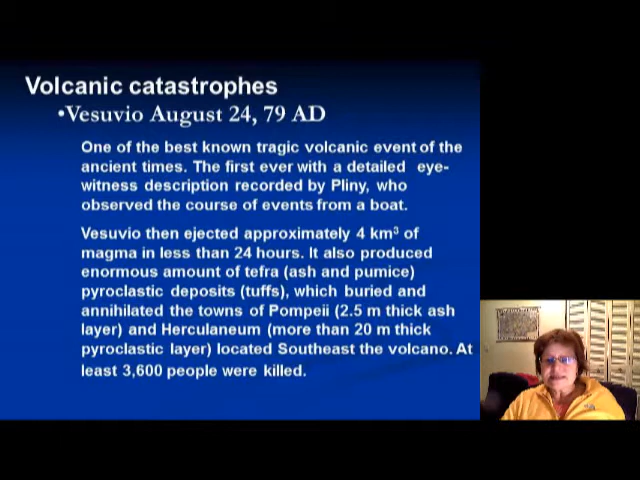 Volcanic catastrophes
•Vesuvio August 24, 79 AD
One of the best known tragic volcanic event of the
ancient times. The first ever with a detailed eye-
witness description recorded by Pliny, who
observed the course of events from a boat.
Vesuvio then ejected approximately 4 km³ of
magma in less than 24 hours. It also produced
enormous amount of tefra (ash and pumice)
pyroclastic deposits (tuffs), which buried and
annihilated the towns of Pompeii (2.5 m thick ash
layer) and Herculaneum (more than 20 m thick
pyroclastic layer) located Southeast the volcano. At
least 3,600 people were killed.